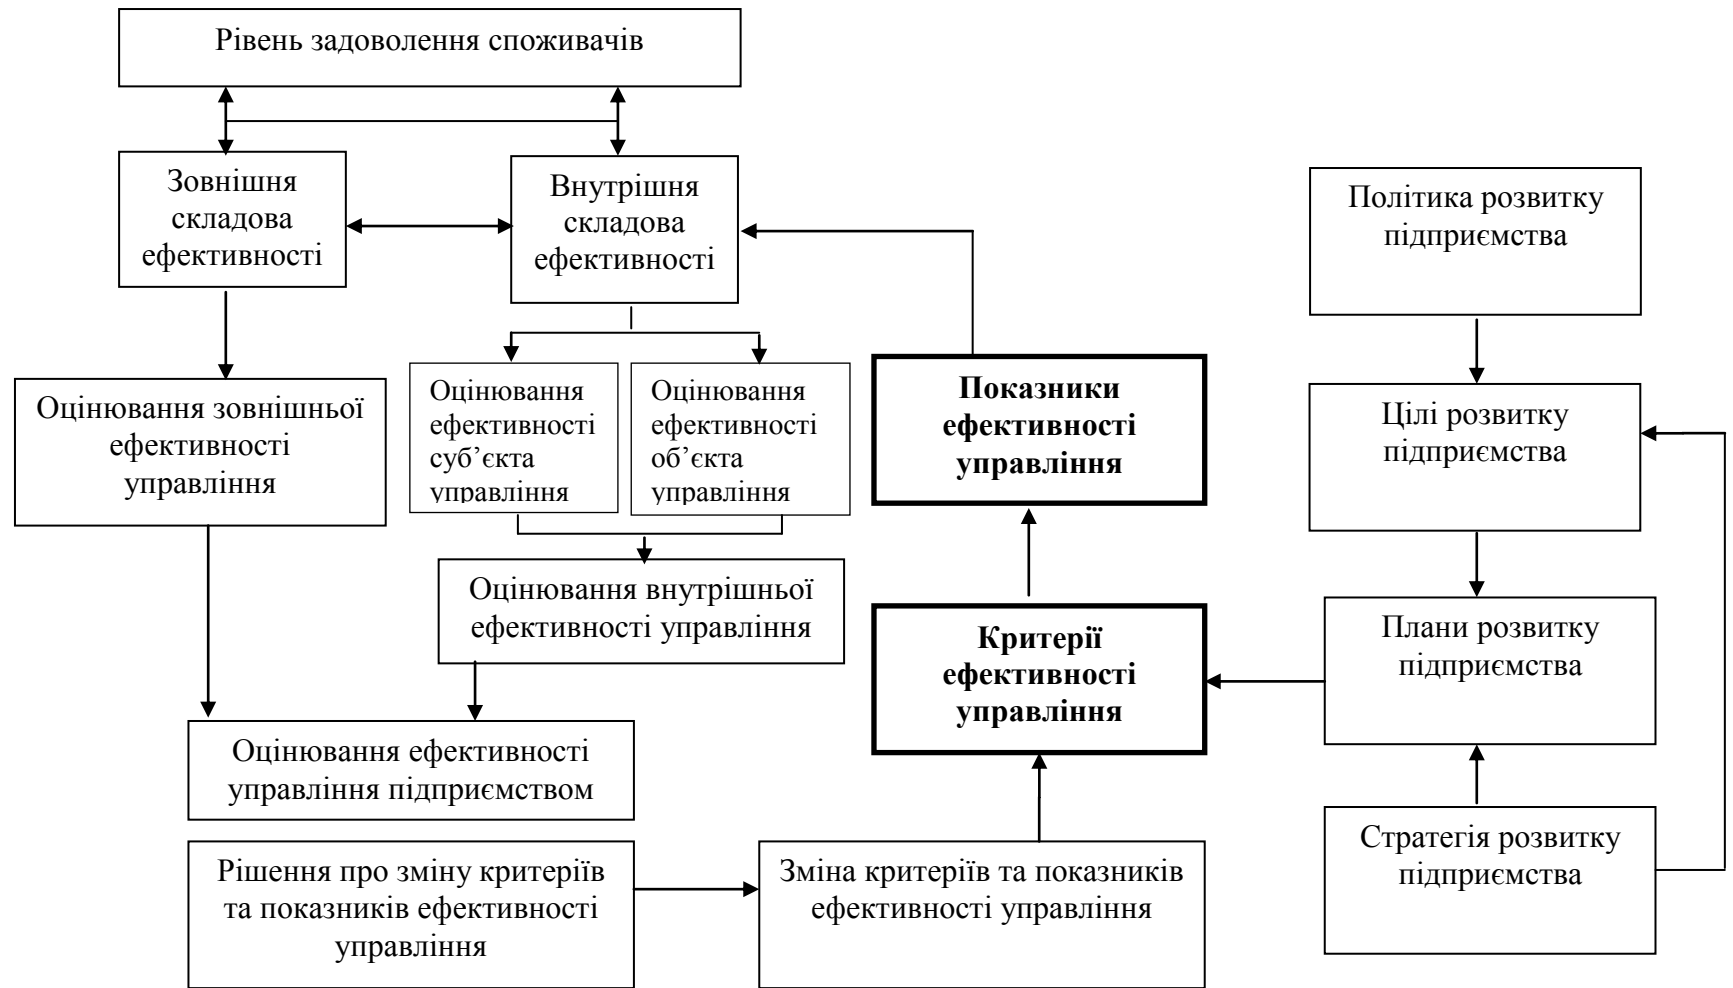 Рівень задоволення споживачів
Зовнішня
складова
ефективності
Внутрішня
складова
ефективності
Політика розвитку
підприємства
Оцінювання зовнішньої
ефективності
управління
Оцінювання
ефективності
суб’єкта
управління
Оцінювання
ефективності
об’єкта
управління
Показники
ефективності
управління
Цілі розвитку
підприємства
Оцінювання внутрішньої
ефективності управління
Критерії
ефективності
управління
Плани розвитку
підприємства
Оцінювання ефективності
управління підприємством
Стратегія розвитку
підприємства
Рішення про зміну критеріїв
та показників ефективності
управління
Зміна критеріїв та показників
ефективності управління